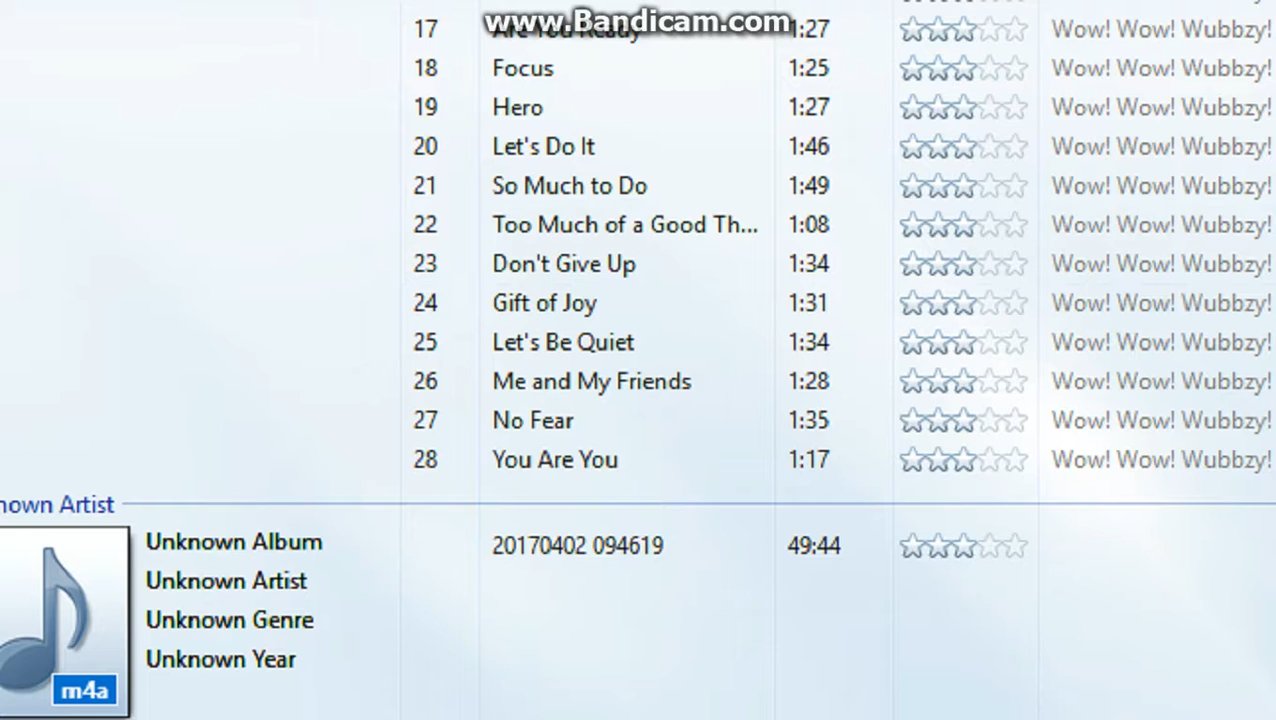 www.Bandicam.com
17 Are You Ready 1:27 Wow! Wow! Wubbzy!
18 Focus 1:25 Wow! Wow! Wubbzy!
19 Hero 1:27 Wow! Wow! Wubbzy!
20 Let's Do It 1:46 Wow! Wow! Wubbzy!
21 So Much to Do 1:49 Wow! Wow! Wubbzy!
22 Too Much of a Good Th... 1:08 Wow! Wow! Wubbzy!
23 Don't Give Up 1:34 Wow! Wow! Wubbzy!
24 Gift of Joy 1:31 Wow! Wow! Wubbzy!
25 Let's Be Quiet 1:34 Wow! Wow! Wubbzy!
26 Me and My Friends 1:28 Wow! Wow! Wubbzy!
27 No Fear 1:35 Wow! Wow! Wubbzy!
28 You Are You 1:17 Wow! Wow! Wubbzy!
nown Artist
Unknown Album 20170402 094619 49:44
Unknown Artist
Unknown Genre
Unknown Year
m4a